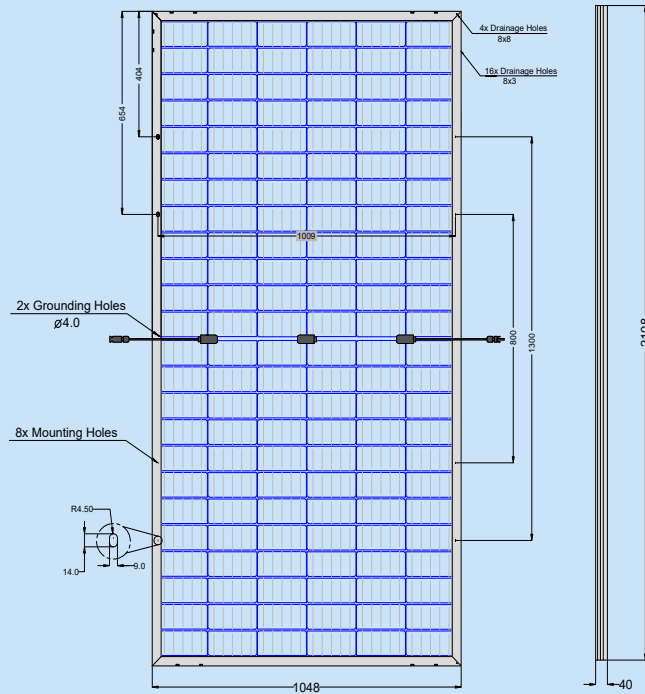 4x Drainage Holes
8x8
16x Drainage Holes
8x3
404
654
1009
2x Grounding Holes
Ø4.0
800
1300
2108
8x Mounting Holes
R4.50
14.0
9.0
1048
40